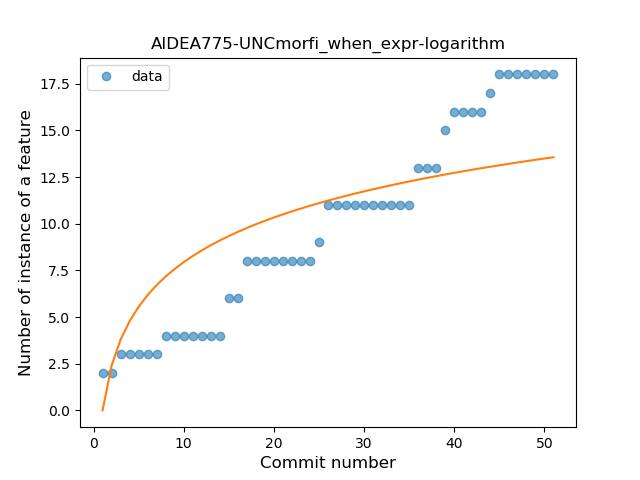 AIDEA775-UNCmorfi_when_expr-logarithm
data
Number of instance of a feature
17.5
15.0
12.5
10.0
7.5
5.0
2.5
0.0
0 10 20 30 40 50
Commit number